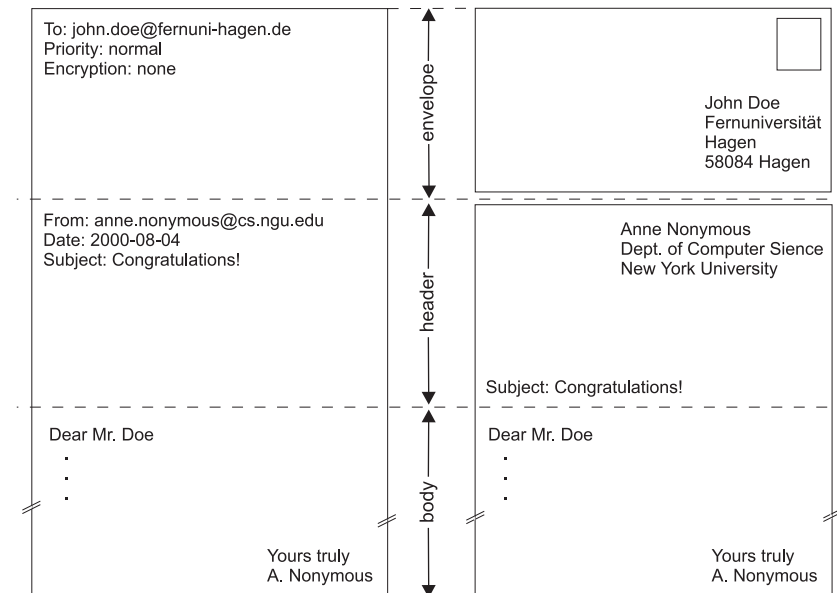 To: john.doe@fernuni-hagen.de
Priority: normal
Encryption: none
envelope
John Doe
Fernuniversität
Hagen
58084 Hagen
From: anne.nonymous@cs.ngu.edu
Date: 2000-08-04
Subject: Congratulations!
header
Anne Nonymous
Dept. of Computer Sience
New York University
Subject: Congratulations!
Dear Mr. Doe
.
.
.
Yours truly
A. Nonymous
body
Dear Mr. Doe
.
.
.
Yours truly
A. Nonymous